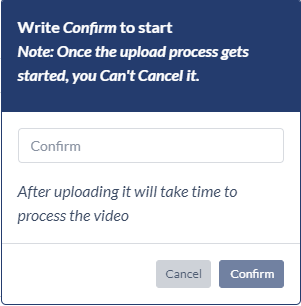 Write Confirm to start
Note: Once the upload process gets
started, you Can't Cancel it.
Confirm
After uploading it will take time to
process the video
Cancel Confirm